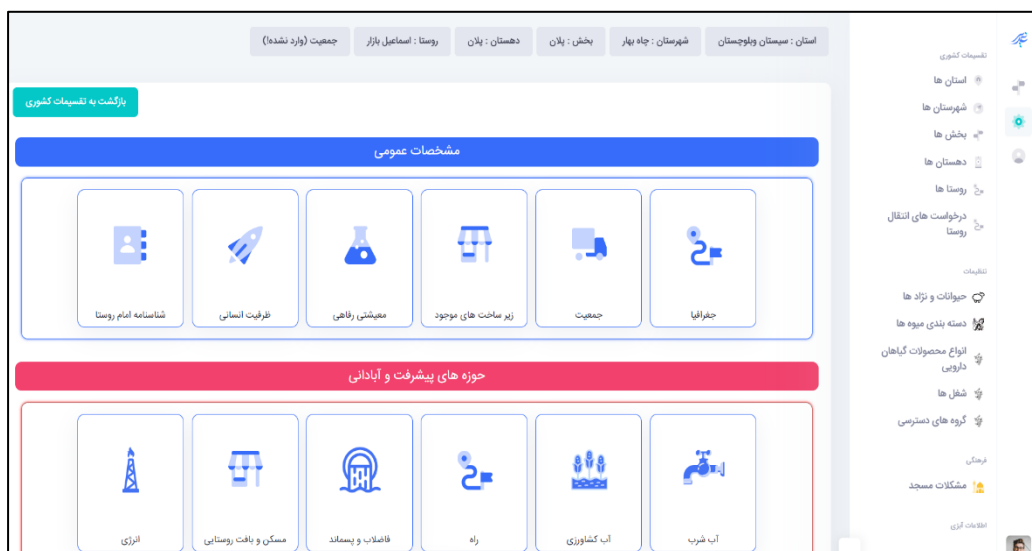 استان : سیستان وبلوچستان
شهرستان : چاه بهار
بخش : پلان
دهستان : پلان
روستا : اسماعیل بازار
جمعیت (وارد نشده!)
بازگشت به تقسیمات کشوری
مشخصات عمومی
جغرافیا
جمعیت
زیر ساخت های موجود
معیشتی رفاهی
ظرفیت انسانی
شناسنامه امام روستا
حوزه های پیشرفت و آبادانی
آب شرب
آب کشاورزی
راه
فاضلاب و پسماند
مسکن و بافت روستایی
انرژی
تقسیمات کشوری
استان ها
شهرستان ها
بخش ها
دهستان ها
روستا ها
درخواست های انتقال
روستا
تنظیمات
حیوانات و نژاد ها
دسته بندی میوه ها
انواع محصولات گیاهان
دارویی
شغل ها
گروه های دسترسی
فرهنگی
مشکلات مسجد
اطلاعات آبزی